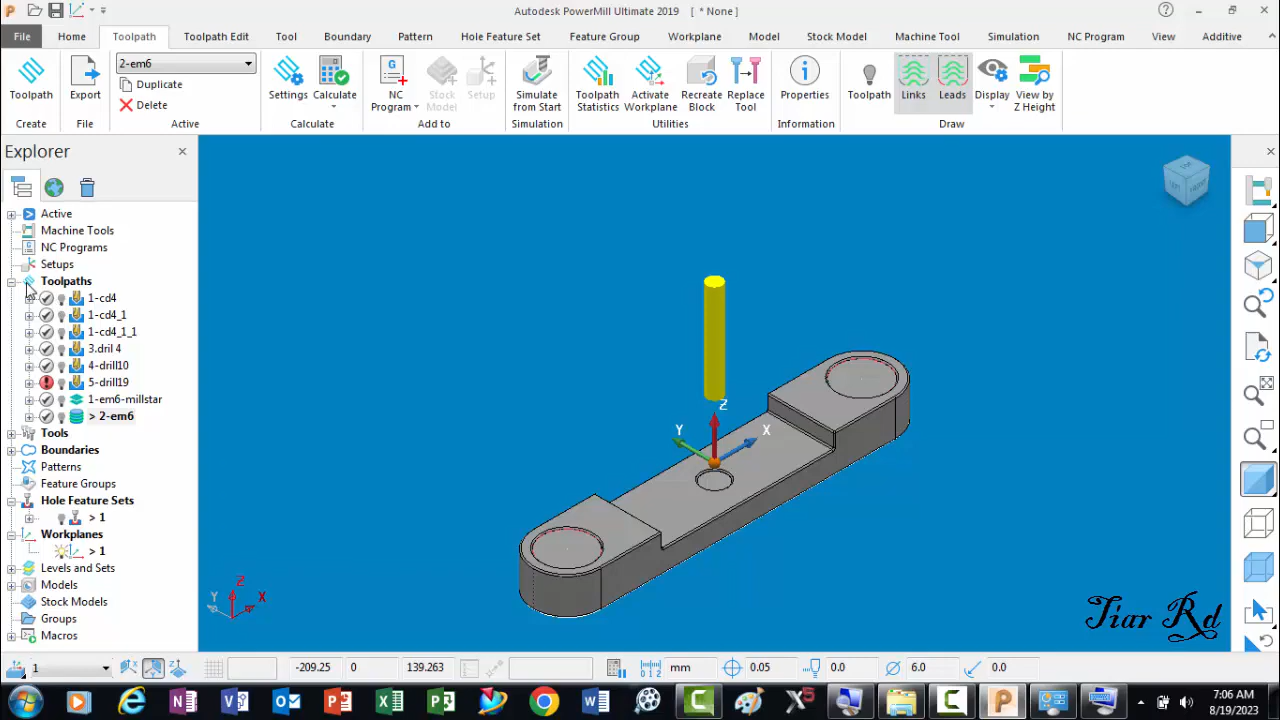 Autodesk PowerMill Ultimate 2019 [ * None ]
File Home Toolpath Toolpath Edit Tool Boundary Pattern Hole Feature Set Feature Group Workplane Model Stock Model Machine Tool Simulation NC Program View Additive
Toolpath
Create
Export
File
2-em6
Duplicate
Delete
Active
Settings
Calculate
Calculate
NC Program
Stock Model
Setup
Add to
Simulate from Start
Simulation
Toolpath Statistics
Activate Workplane
Recreate Block
Replace Tool
Utilities
Properties
Information
Toolpath
Links
Leads
Display
View by Z Height
Draw
Explorer
Active
Machine Tools
NC Programs
Setups
Toolpaths
1-cd4
1-cd4_1
1-cd4_1_1
3.dril 4
4-drill10
5-drill19
1-em6-millstar
> 2-em6
Tools
Boundaries
Patterns
Feature Groups
Hole Feature Sets
> 1
Workplanes
> 1
Levels and Sets
Models
Stock Models
Groups
Macros
Z
Y
X
Z
Y
X
Tiar Rd
1 -209.25 0 139.263 mm 0.05 0.0 6.0 0.0
7:06 AM
8/19/2023